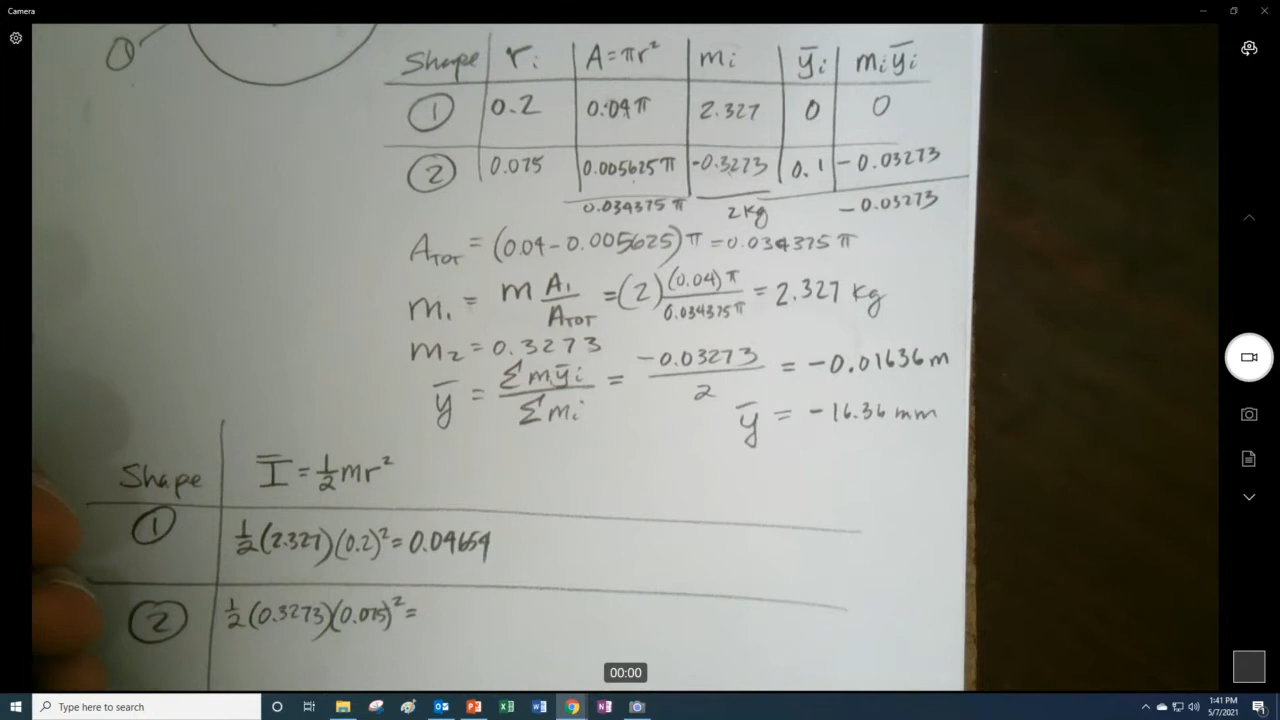 Camera
①
Shape rᵢ A=πr² mᵢ ȳᵢ mᵢȳᵢ
① 0.2 0.04π 2.327 0 0
② 0.075 0.005625π -0.3273 0.1 -0.03273
0.034375π 2kg -0.03273
A_TOT = (0.04-0.005625)π = 0.034375π
m₁ = m A₁/A_TOT = (2) (0.04)π/0.034375π = 2.327 kg
m₂ = 0.3273
ȳ = Σmᵢȳᵢ/Σmᵢ = -0.03273/2 = -0.01636m
ȳ = -16.36 mm
Shape Ī = ½mr²
① ½(2.327)(0.2)² = 0.04654
② ½(0.3273)(0.075)² =
00:00
Type here to search
1:41 PM
5/7/2021